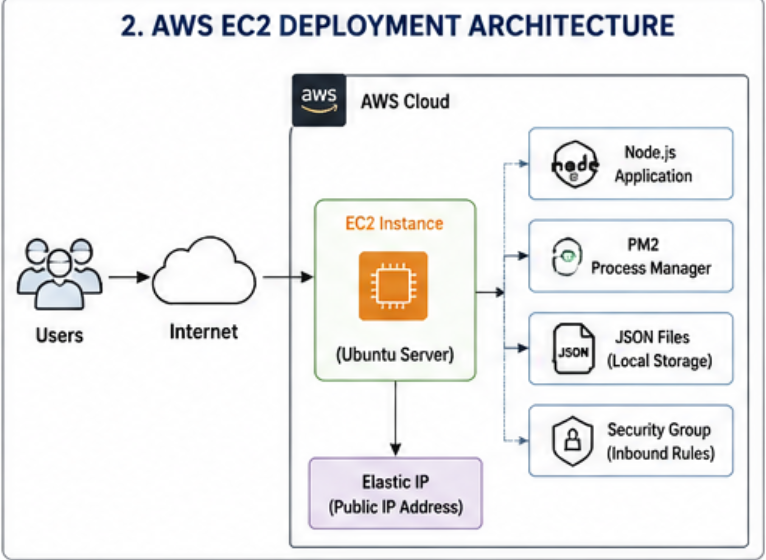 2. AWS EC2 DEPLOYMENT ARCHITECTURE
aws
AWS Cloud
Node.js
Application
node
EC2 Instance
PM2
Process Manager
Users
Internet
(Ubuntu Server)
JSON Files
(Local Storage)
JSON
Security Group
(Inbound Rules)
Elastic IP
(Public IP Address)